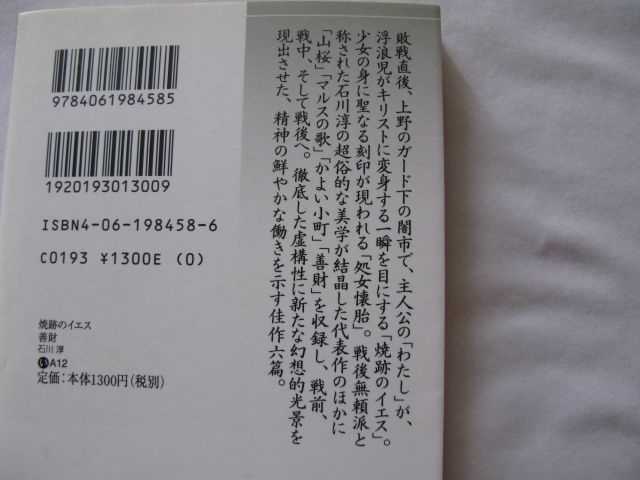 敗戦直後、上野のガード下の闇市で、主人公の「わたし」が、
浮浪児がキリストに変身する一瞬を目にする「焼跡のイエス」。
少女の身に聖なる刻印が現われる「処女懐胎」。戦後無頼派と
称された石川淳の超俗的な美学が結晶した代表作のほかに
「山桜」「マルスの歌」「かよい小町」「善財」を収録し、戦前、
戦中、そして戦後へ。徹底した虚構性に新たな幻想的光景を
現出させた、精神の鮮やかな働きを示す佳作六篇。
9784061984585
1920193013009
ISBN4-06-198458-6
C0193 ¥1300E (0)
焼跡のイエス
善財
石川 淳
A12
定価:本体1300円(税別)